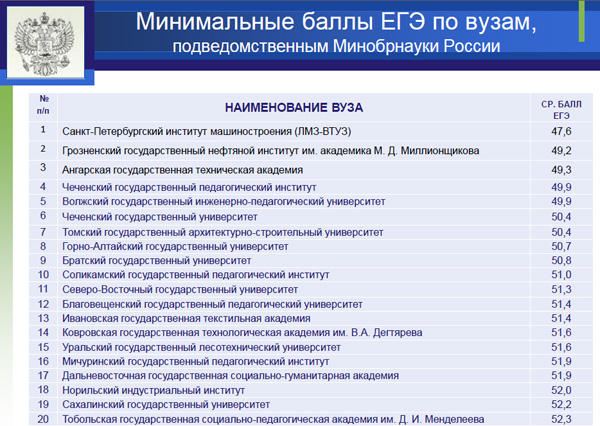 Минимальные баллы ЕГЭ по вузам,
подведомственным Минобрнауки России
№ п/п НАИМЕНОВАНИЕ ВУЗА СР. БАЛЛ ЕГЭ
1 Санкт-Петербургский институт машиностроения (ЛМЗ-ВТУЗ) 47,6
2 Грозненский государственный нефтяной институт им. академика М. Д. Миллионщикова 49,2
3 Ангарская государственная техническая академия 49,3
4 Чеченский государственный педагогический институт 49,9
5 Волжский государственный инженерно-педагогический университет 49,9
6 Чеченский государственный университет 50,4
7 Томский государственный архитектурно-строительный университет 50,4
8 Горно-Алтайский государственный университет 50,7
9 Братский государственный университет 50,8
10 Соликамский государственный педагогический институт 51,0
11 Северо-Восточный государственный университет 51,3
12 Благовещенский государственный педагогический университет 51,4
13 Ивановская государственная текстильная академия 51,4
14 Ковровская государственная технологическая академия им. В.А. Дегтярева 51,6
15 Уральский государственный лесотехнический университет 51,6
16 Мичуринский государственный педагогический институт 51,9
17 Дальневосточная государственная социально-гуманитарная академия 51,9
18 Норильский индустриальный институт 52,0
19 Сахалинский государственный университет 52,2
20 Тобольская государственная социально-педагогическая академия им. Д. И. Менделеева 52,3